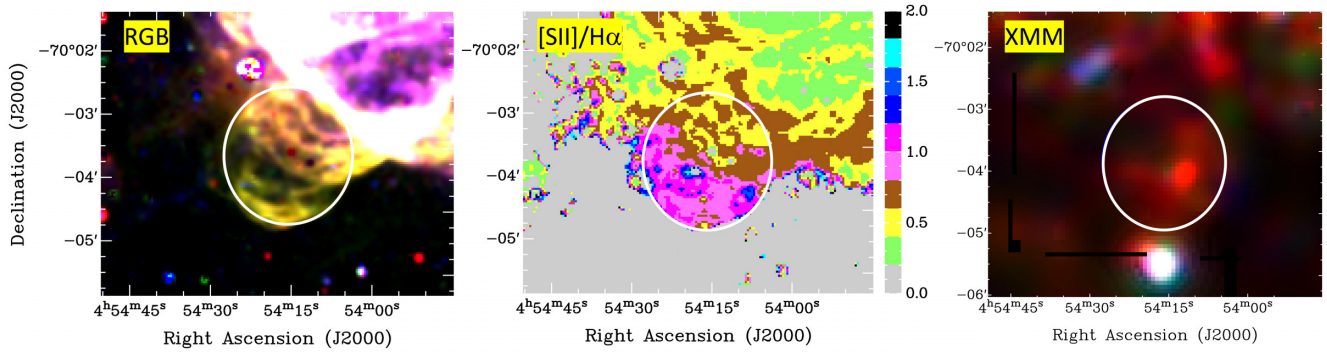 RGB
[SII]/Hα
XMM
Declination (J2000)
−70°02′
−03′
−04′
−05′
4ʰ54ᵐ45ˢ
54ᵐ30ˢ
54ᵐ15ˢ
54ᵐ00ˢ
Right Ascension (J2000)
−70°02′
−03′
−04′
−05′
4ʰ54ᵐ45ˢ
54ᵐ30ˢ
54ᵐ15ˢ
54ᵐ00ˢ
Right Ascension (J2000)
2.0
1.5
1.0
0.5
0.0
−70°02′
−03′
−04′
−05′
−06′
4ʰ54ᵐ45ˢ
54ᵐ30ˢ
54ᵐ15ˢ
54ᵐ00ˢ
Right Ascension (J2000)